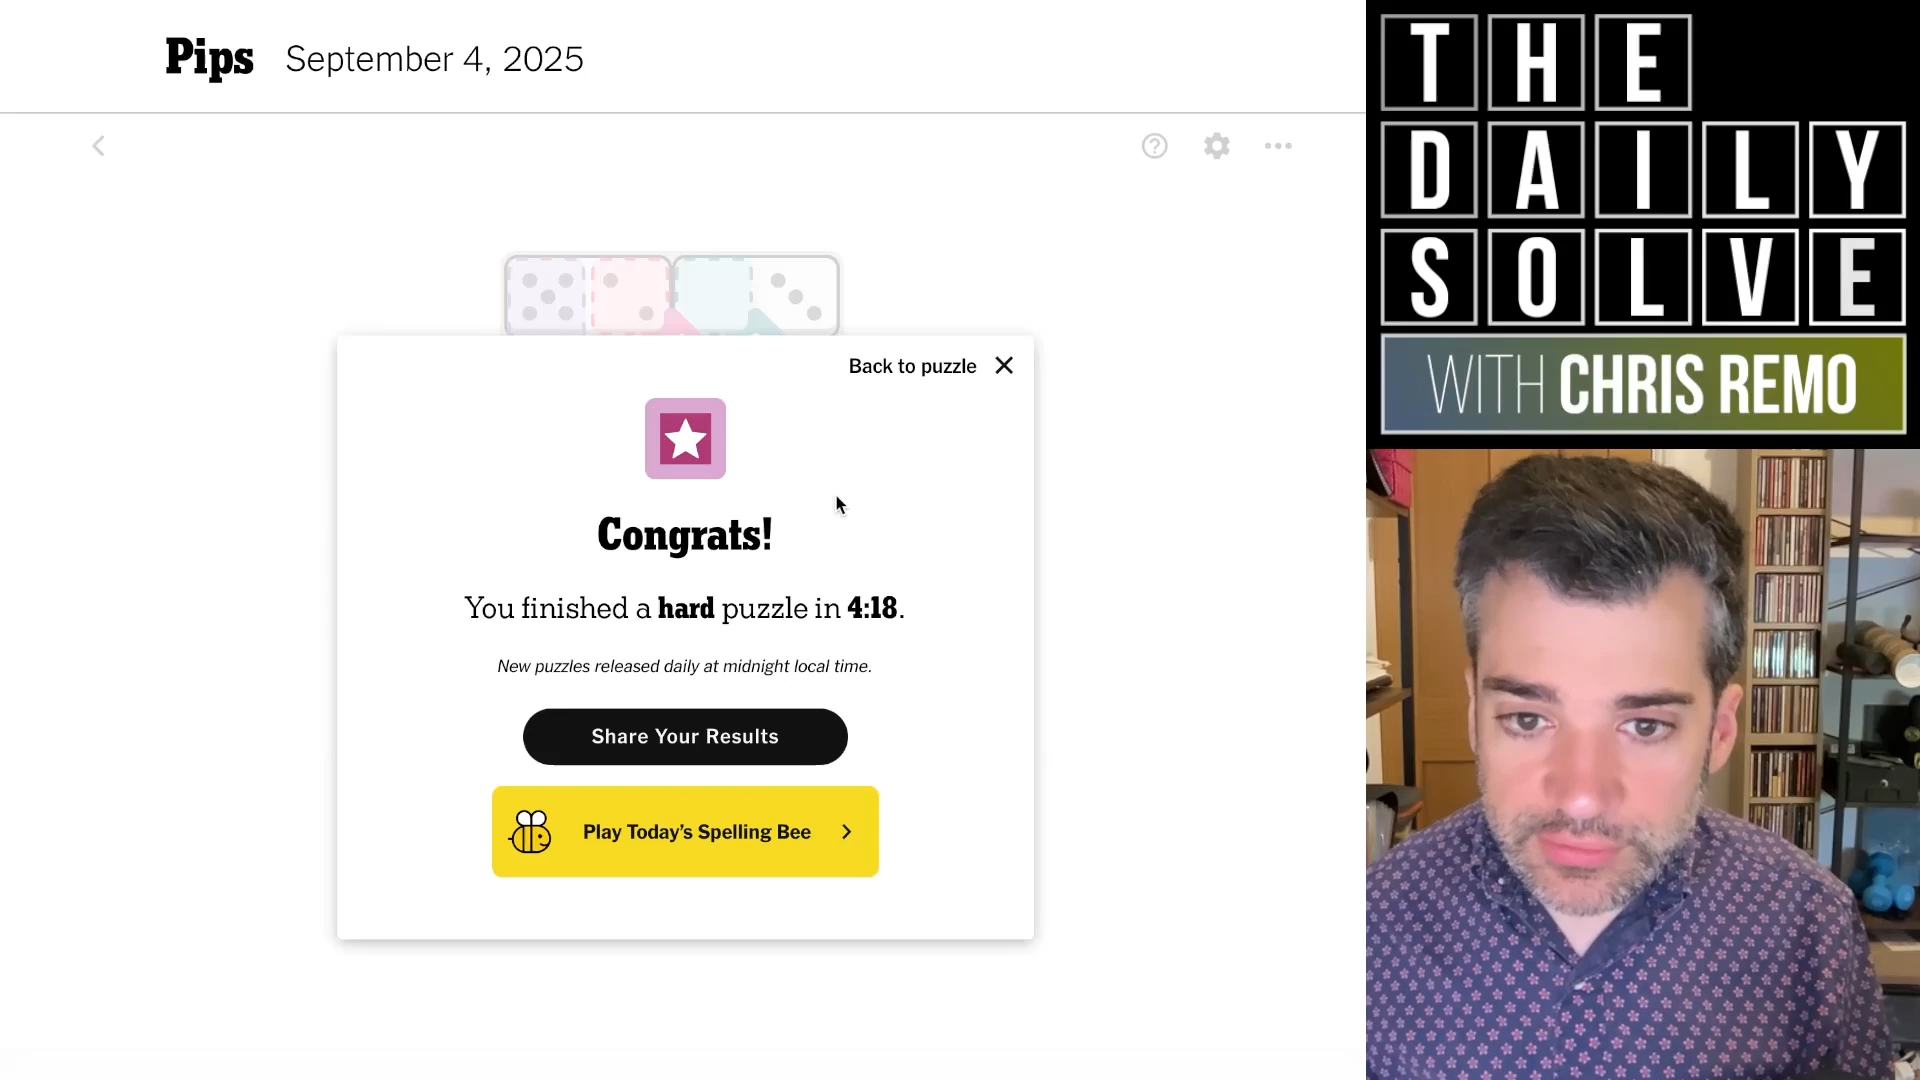 Pips September 4, 2025
Back to puzzle
Congrats!
You finished a hard puzzle in 4:18.
New puzzles released daily at midnight local time.
Share Your Results
Play Today’s Spelling Bee
THE
DAILY
SOLVE
WITH CHRIS REMO